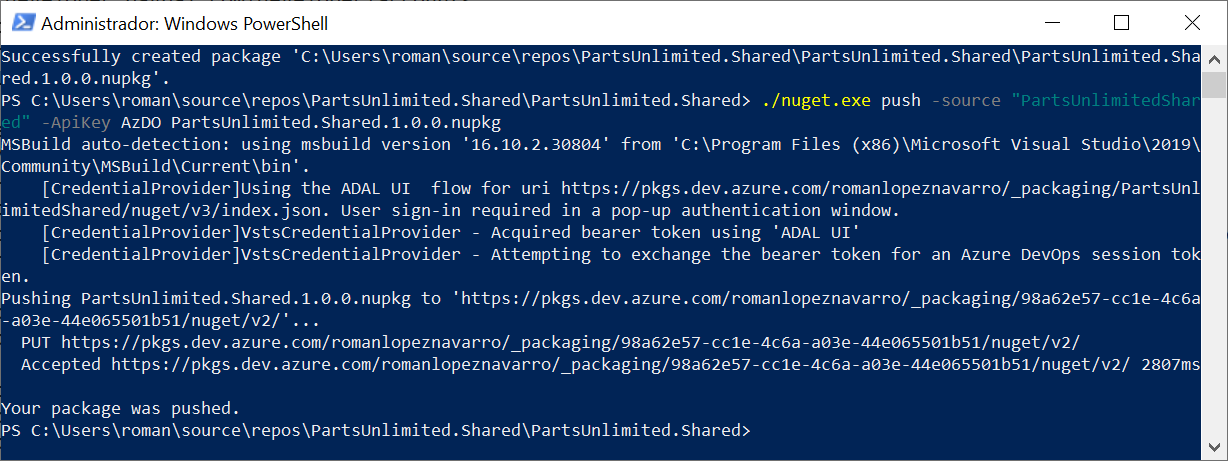 Administrador: Windows PowerShell
Successfully created package 'C:\Users\roman\source\repos\PartsUnlimited.Shared\PartsUnlimited.Shared\PartsUnlimited.Sha
red.1.0.0.nupkg'.
PS C:\Users\roman\source\repos\PartsUnlimited.Shared\PartsUnlimited.Shared> ./nuget.exe push -source "PartsUnlimitedShar
ed" -ApiKey AzDO PartsUnlimited.Shared.1.0.0.nupkg
MSBuild auto-detection: using msbuild version '16.10.2.30804' from 'C:\Program Files (x86)\Microsoft Visual Studio\2019\
Community\MSBuild\Current\bin'.
    [CredentialProvider]Using the ADAL UI  flow for uri https://pkgs.dev.azure.com/romanlopeznavarro/_packaging/PartsUnl
imitedShared/nuget/v3/index.json. User sign-in required in a pop-up authentication window.
    [CredentialProvider]VstsCredentialProvider - Acquired bearer token using 'ADAL UI'
    [CredentialProvider]VstsCredentialProvider - Attempting to exchange the bearer token for an Azure DevOps session tok
en.
Pushing PartsUnlimited.Shared.1.0.0.nupkg to 'https://pkgs.dev.azure.com/romanlopeznavarro/_packaging/98a62e57-cc1e-4c6a
-a03e-44e065501b51/nuget/v2/'...
  PUT https://pkgs.dev.azure.com/romanlopeznavarro/_packaging/98a62e57-cc1e-4c6a-a03e-44e065501b51/nuget/v2/
  Accepted https://pkgs.dev.azure.com/romanlopeznavarro/_packaging/98a62e57-cc1e-4c6a-a03e-44e065501b51/nuget/v2/ 2807ms
Your package was pushed.
PS C:\Users\roman\source\repos\PartsUnlimited.Shared\PartsUnlimited.Shared>